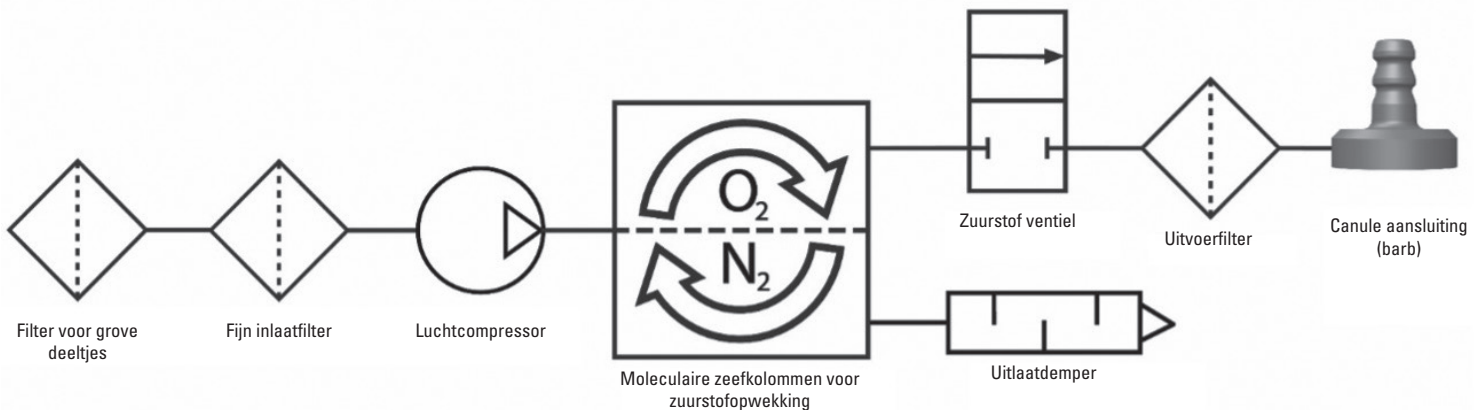 Filter voor grove
deeltjes
Fijn inlaatfilter
Luchtcompressor
O2
N2
Moleculaire zeefkolommen voor
zuurstofopwekking
Zuurstof ventiel
Uitlaatdemper
Uitvoerfilter
Canule aansluiting
(barb)